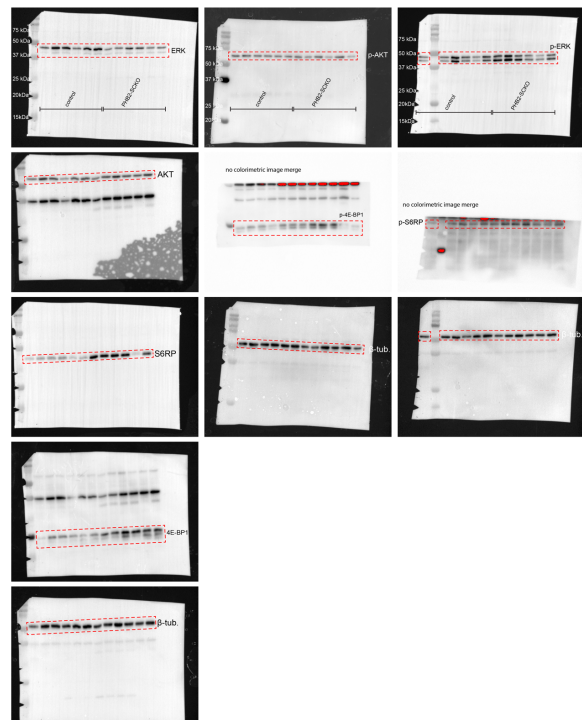 75 kDa
50 kDa
37 kDa
25 kDa
20kDa
15kDa
ERK
control
PHB2-SCKO
75 kDa
50 kDa
37 k
25 kDa
20 kDa
p-AKT
control
PHB2-SCKO
75 kDa
50 kDa
37 kDa
25 kDa
20kDa
15kDa
p-ERK
control
PHB2-SCKO
AKT
no colorimetric image merge
p-4E-BP1
no colorimetric image merge
p-S6RP
S6RP
β-tub.
β-tub.
4E-BP1
β-tub.